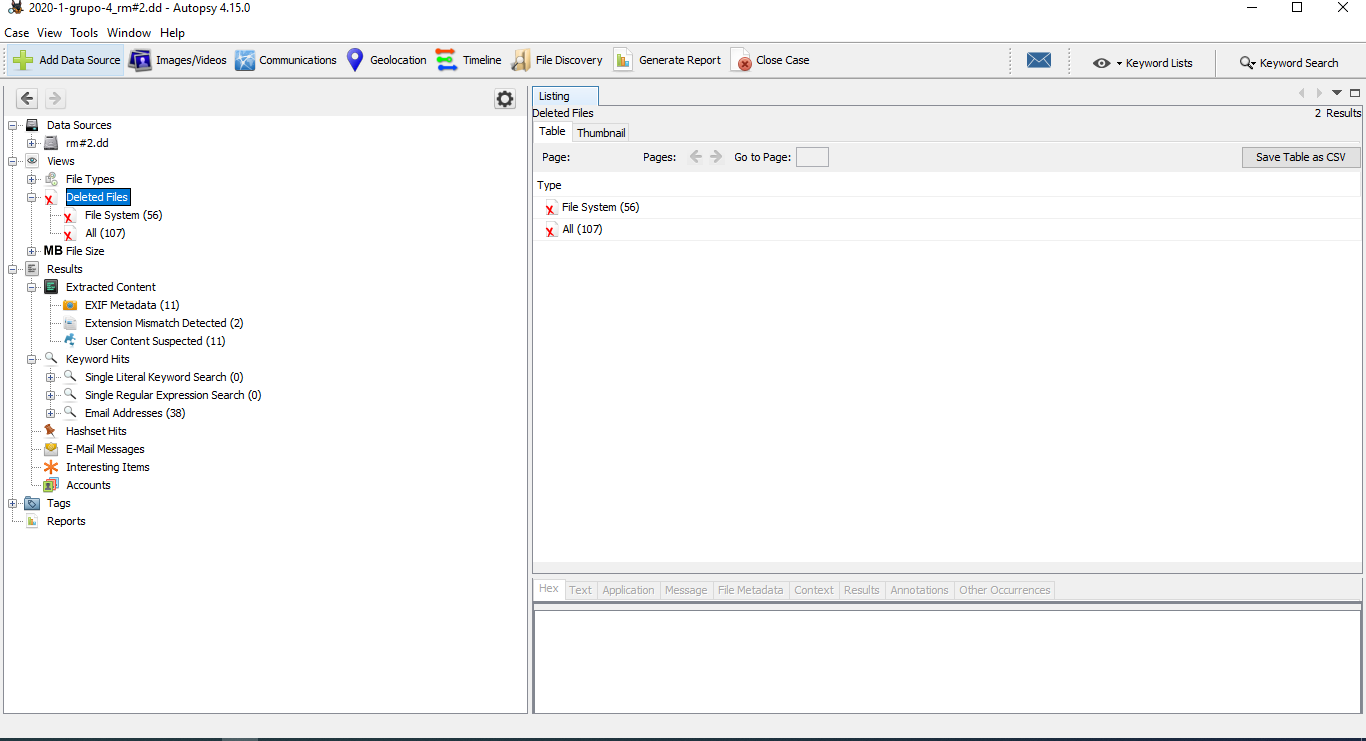 2020-1-grupo-4_rm#2.dd - Autopsy 4.15.0
Case View Tools Window Help
Add Data Source Images/Videos Communications Geolocation Timeline File Discovery Generate Report Close Case Keyword Lists Keyword Search
Data Sources
rm#2.dd
Views
File Types
Deleted Files
File System (56)
All (107)
MB File Size
Results
Extracted Content
EXIF Metadata (11)
Extension Mismatch Detected (2)
User Content Suspected (11)
Keyword Hits
Single Literal Keyword Search (0)
Single Regular Expression Search (0)
Email Addresses (38)
Hashset Hits
E-Mail Messages
Interesting Items
Accounts
Tags
Reports
Listing
Deleted Files 2 Results
Table Thumbnail
Page: Pages: Go to Page: Save Table as CSV
Type
File System (56)
All (107)
Hex Text Application Message File Metadata Context Results Annotations Other Occurrences